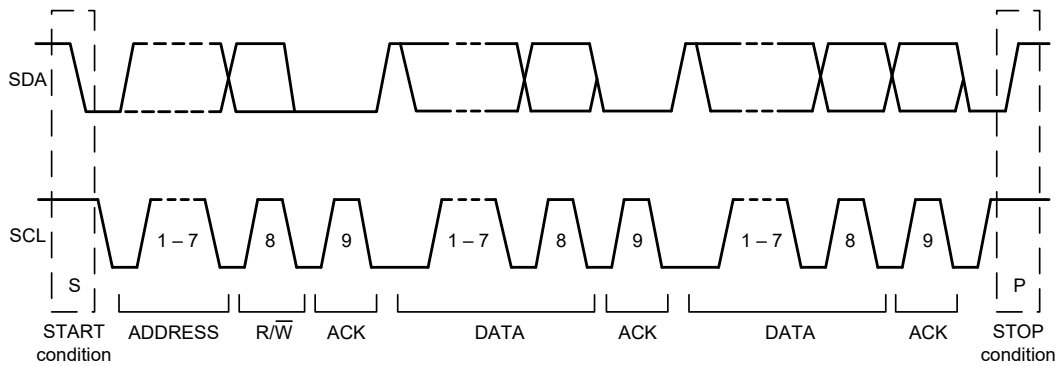 SDA
SCL
1 – 7
8
9
1 – 7
8
9
1 – 7
8
9
S
P
START
condition
ADDRESS
R/W̅
ACK
DATA
ACK
DATA
ACK
STOP
condition